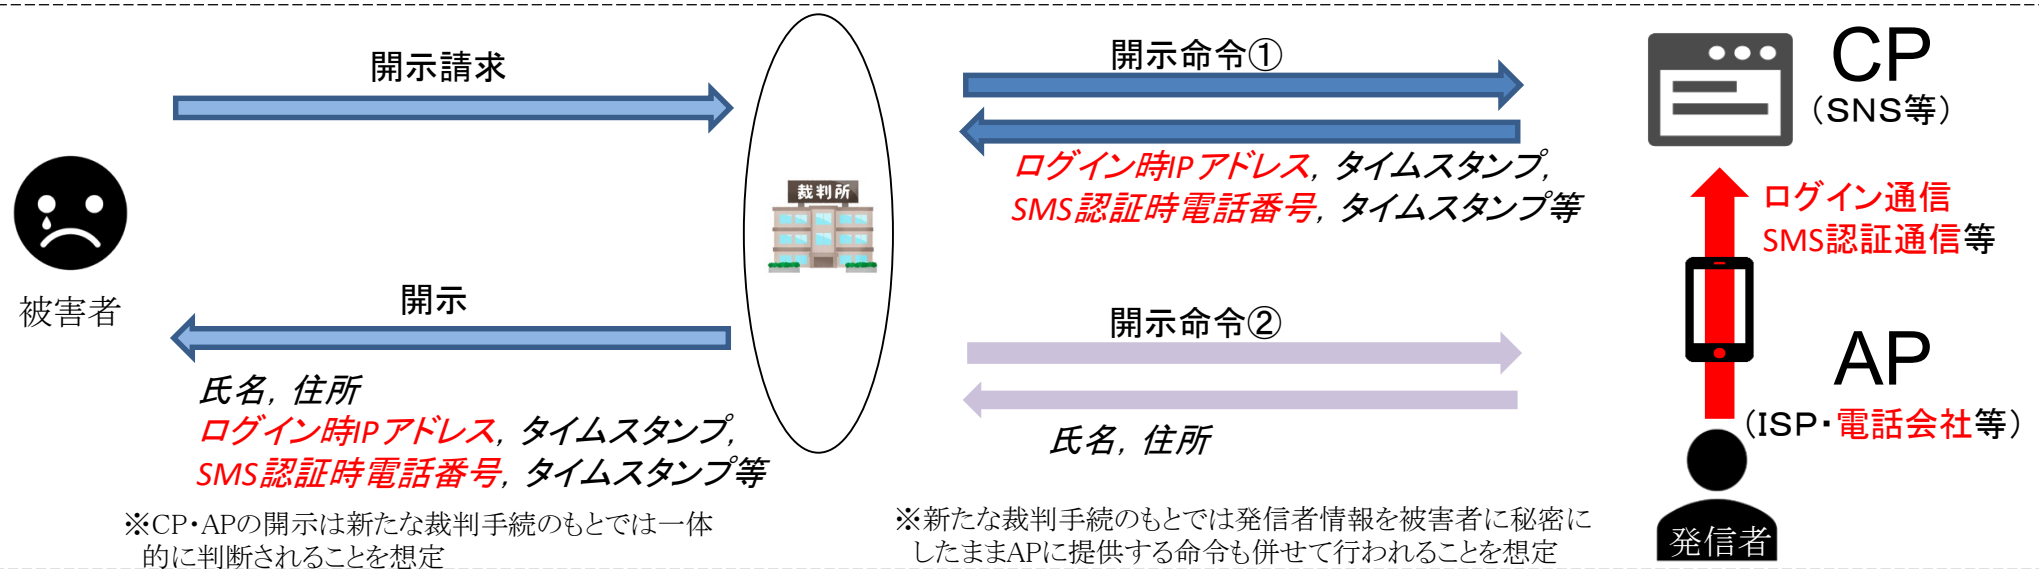 開示請求
開示命令①
CP
(SNS等)
ログイン時IPアドレス, タイムスタンプ,
SMS認証時電話番号, タイムスタンプ等
裁判所
ログイン通信
SMS認証通信等
被害者
開示
開示命令②
氏名, 住所
ログイン時IPアドレス, タイムスタンプ,
SMS認証時電話番号, タイムスタンプ等
氏名, 住所
AP
(ISP・電話会社等)
発信者
※CP・APの開示は新たな裁判手続のもとでは一体
的に判断されることを想定
※新たな裁判手続のもとでは発信者情報を被害者に秘密に
したままAPに提供する命令も併せて行われることを想定